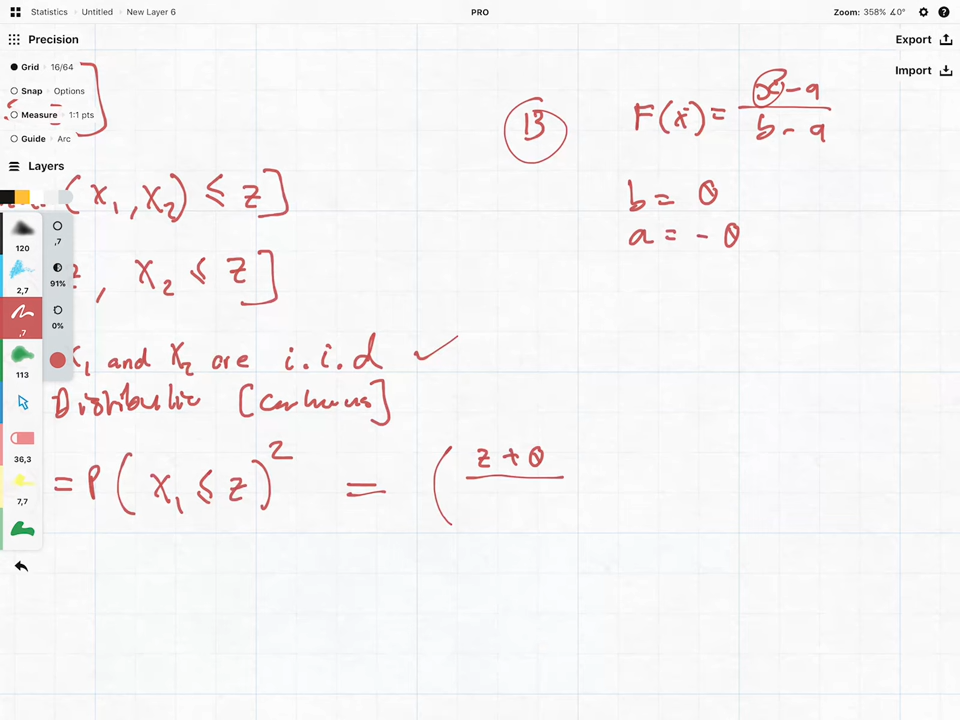 Statistics › Untitled › New Layer 6
PRO
Zoom: 358% ∡0°
Precision
Export
Grid › 16/64
Import
Snap › Options
Measure › 1:1 pts
Guide › Arc
Layers
B
F(x) = x - a / b - a
b = θ
a = - θ
(X₁, X₂) ≤ z]
, X₂ ≤ z]
X₁ and X₂ are i.i.d ✓
Distributio [Continuous]
= P(X₁ ≤ z)² = ( z + θ
120
,7
2,7
91%
,7
0%
113
36,3
7,7